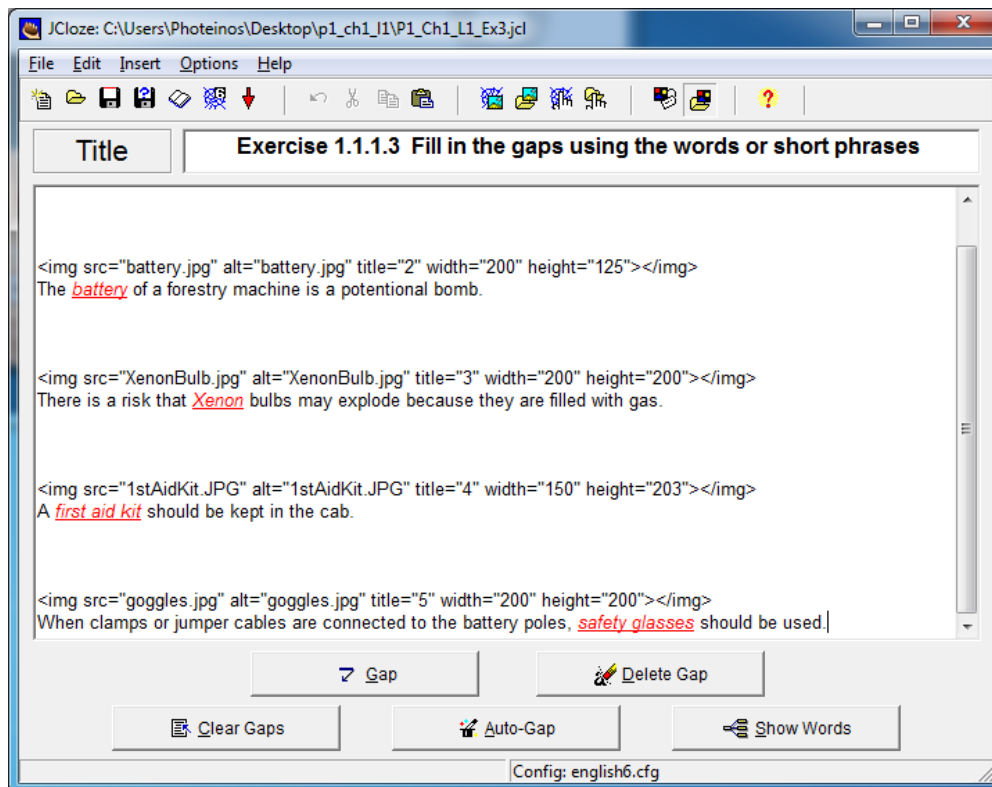 JCloze: C:\Users\Photeinos\Desktop\p1_ch1_l1\P1_Ch1_L1_Ex3.jcl
File Edit Insert Options Help
Title
Exercise 1.1.1.3 Fill in the gaps using the words or short phrases
<img src="battery.jpg" alt="battery.jpg" title="2" width="200" height="125"></img>
The battery of a forestry machine is a potentional bomb.
<img src="XenonBulb.jpg" alt="XenonBulb.jpg" title="3" width="200" height="200"></img>
There is a risk that Xenon bulbs may explode because they are filled with gas.
<img src="1stAidKit.JPG" alt="1stAidKit.JPG" title="4" width="150" height="203"></img>
A first aid kit should be kept in the cab.
<img src="goggles.jpg" alt="goggles.jpg" title="5" width="200" height="200"></img>
When clamps or jumper cables are connected to the battery poles, safety glasses should be used.
Gap
Delete Gap
Clear Gaps
Auto-Gap
Show Words
Config: english6.cfg